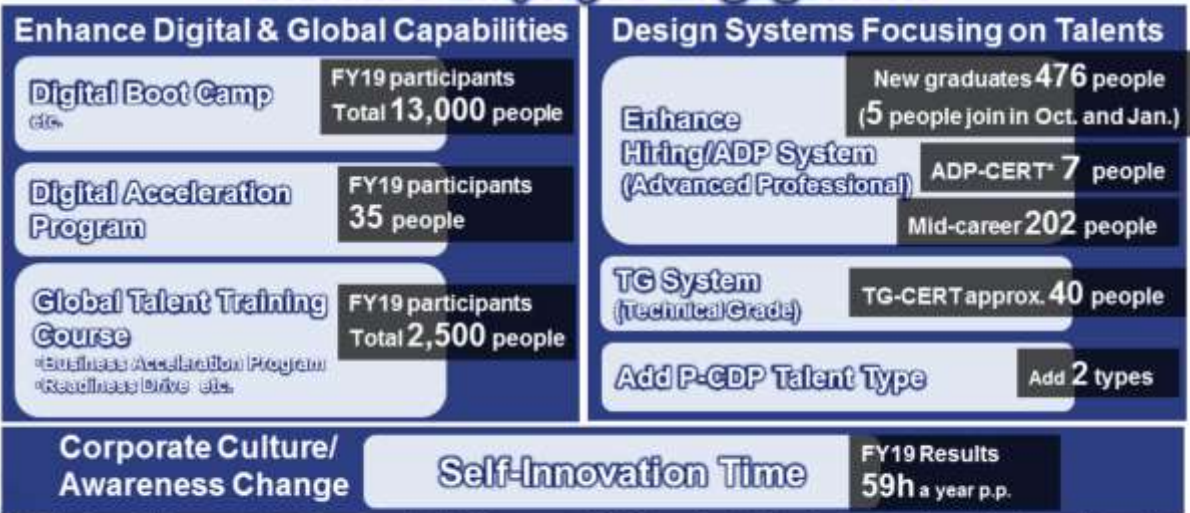 Enhance Digital & Global Capabilities
Digital Boot Camp
etc.
FY19 participants
Total 13,000 people
Digital Acceleration
Program
FY19 participants
35 people
Global Talent Training
Course
•Business Acceleration Program
•Readiness Drive etc.
FY19 participants
Total 2,500 people
Design Systems Focusing on Talents
Enhance
Hiring/ADP System
(Advanced Professional)
New graduates 476 people
(5 people join in Oct. and Jan.)
ADP-CERT* 7 people
Mid-career 202 people
TG System
(Technical Grade)
TG-CERT approx. 40 people
Add P-CDP Talent Type
Add 2 types
Corporate Culture/
Awareness Change
Self-Innovation Time
FY19 Results
59h a year p.p.